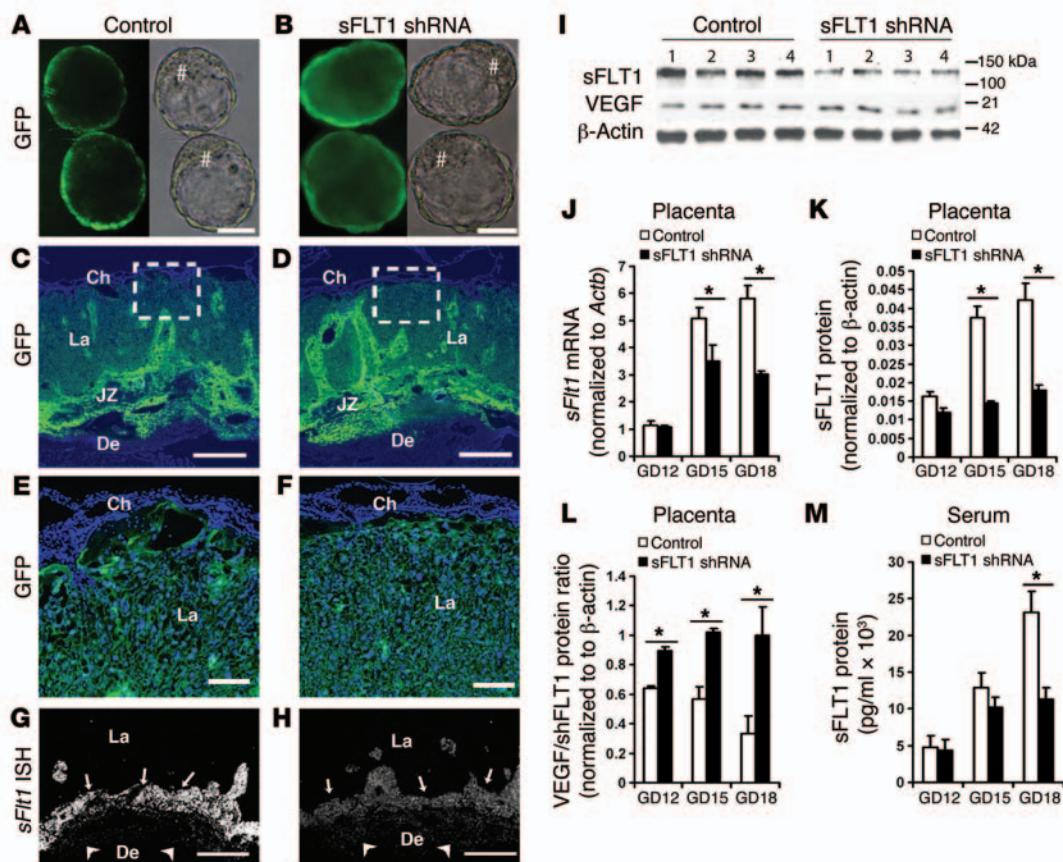 A Control
B sFLT1 shRNA
GFP
#
#
#
#
C
D
GFP
Ch
Ch
La
La
JZ
JZ
De
De
E
F
GFP
Ch
Ch
La
La
G
H
sFlt1 ISH
La
La
De
De
I
Control sFLT1 shRNA
1 2 3 4 1 2 3 4
sFLT1
VEGF
β-Actin
150 kDa
100
21
42
J Placenta
Control
sFLT1 shRNA
sFlt1 mRNA
(normalized to Actb)
7
6
5
4
3
2
1
0
* *
GD12 GD15 GD18
K Placenta
Control
sFLT1 shRNA
sFLT1 protein
(normalized to β-actin)
0.05
0.045
0.04
0.035
0.03
0.025
0.02
0.015
0.01
0.005
0
* *
GD12 GD15 GD18
L Placenta
Control
sFLT1 shRNA
VEGF/shFLT1 protein ratio
(normalized to to β-actin)
1.4
1.2
1
0.8
0.6
0.4
0.2
0
* * *
GD12 GD15 GD18
M Serum
Control
sFLT1 shRNA
sFLT1 protein
(pg/ml × 10³)
30
25
20
15
10
5
0
*
GD12 GD15 GD18